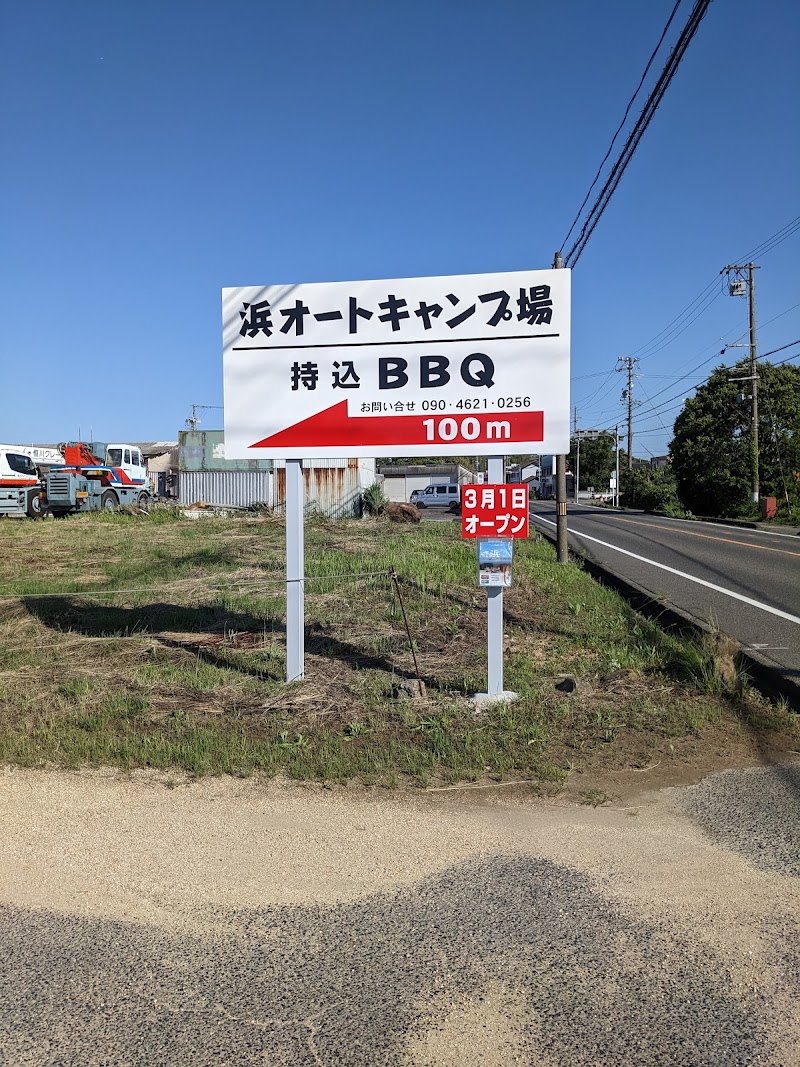 浜オートキャンプ場
持込 BBQ
お問い合せ 090・4621・0256
100m
3月1日
オープン